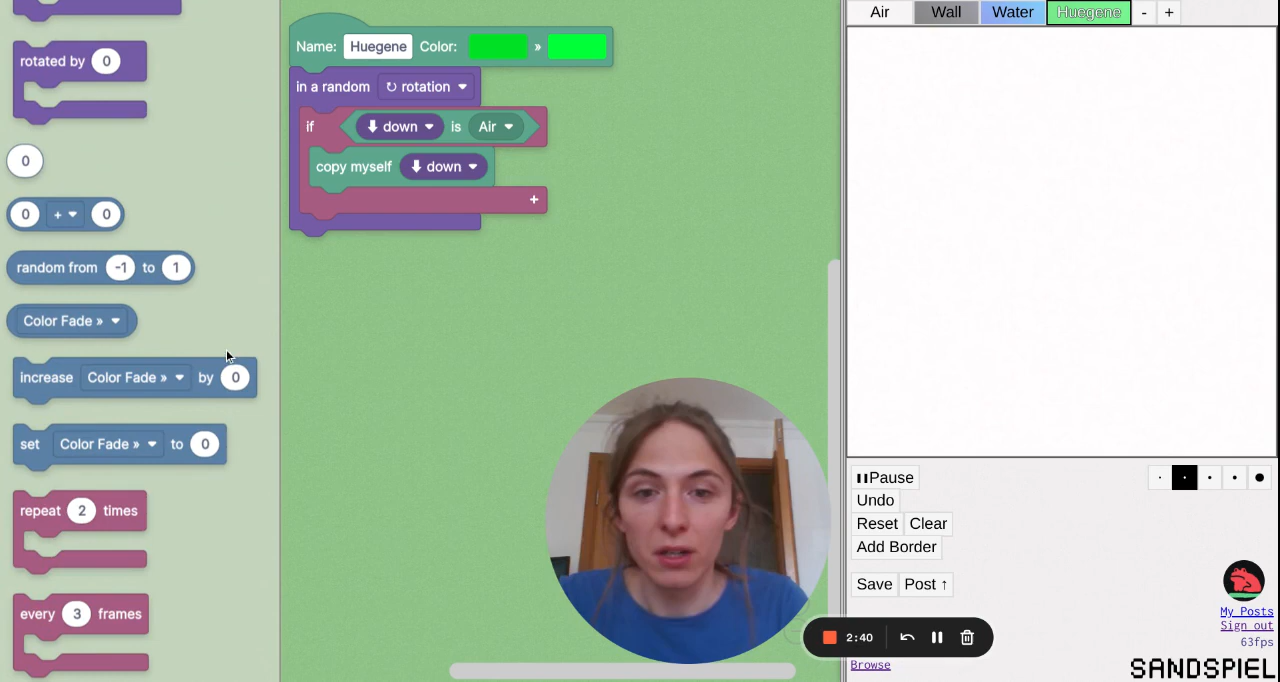 rotated by 0
0
0 + 0
random from -1 to 1
Color Fade »
increase Color Fade » by 0
set Color Fade » to 0
repeat 2 times
every 3 frames
Name: Huegene Color: »
in a random ↻ rotation
if ⬇ down is Air
copy myself ⬇ down
+
2:40
Air Wall Water Huegene - +
Pause
Undo
Reset Clear
Add Border
Save Post ↑
My Posts
Sign out
63fps
Browse
SANDSPIEL